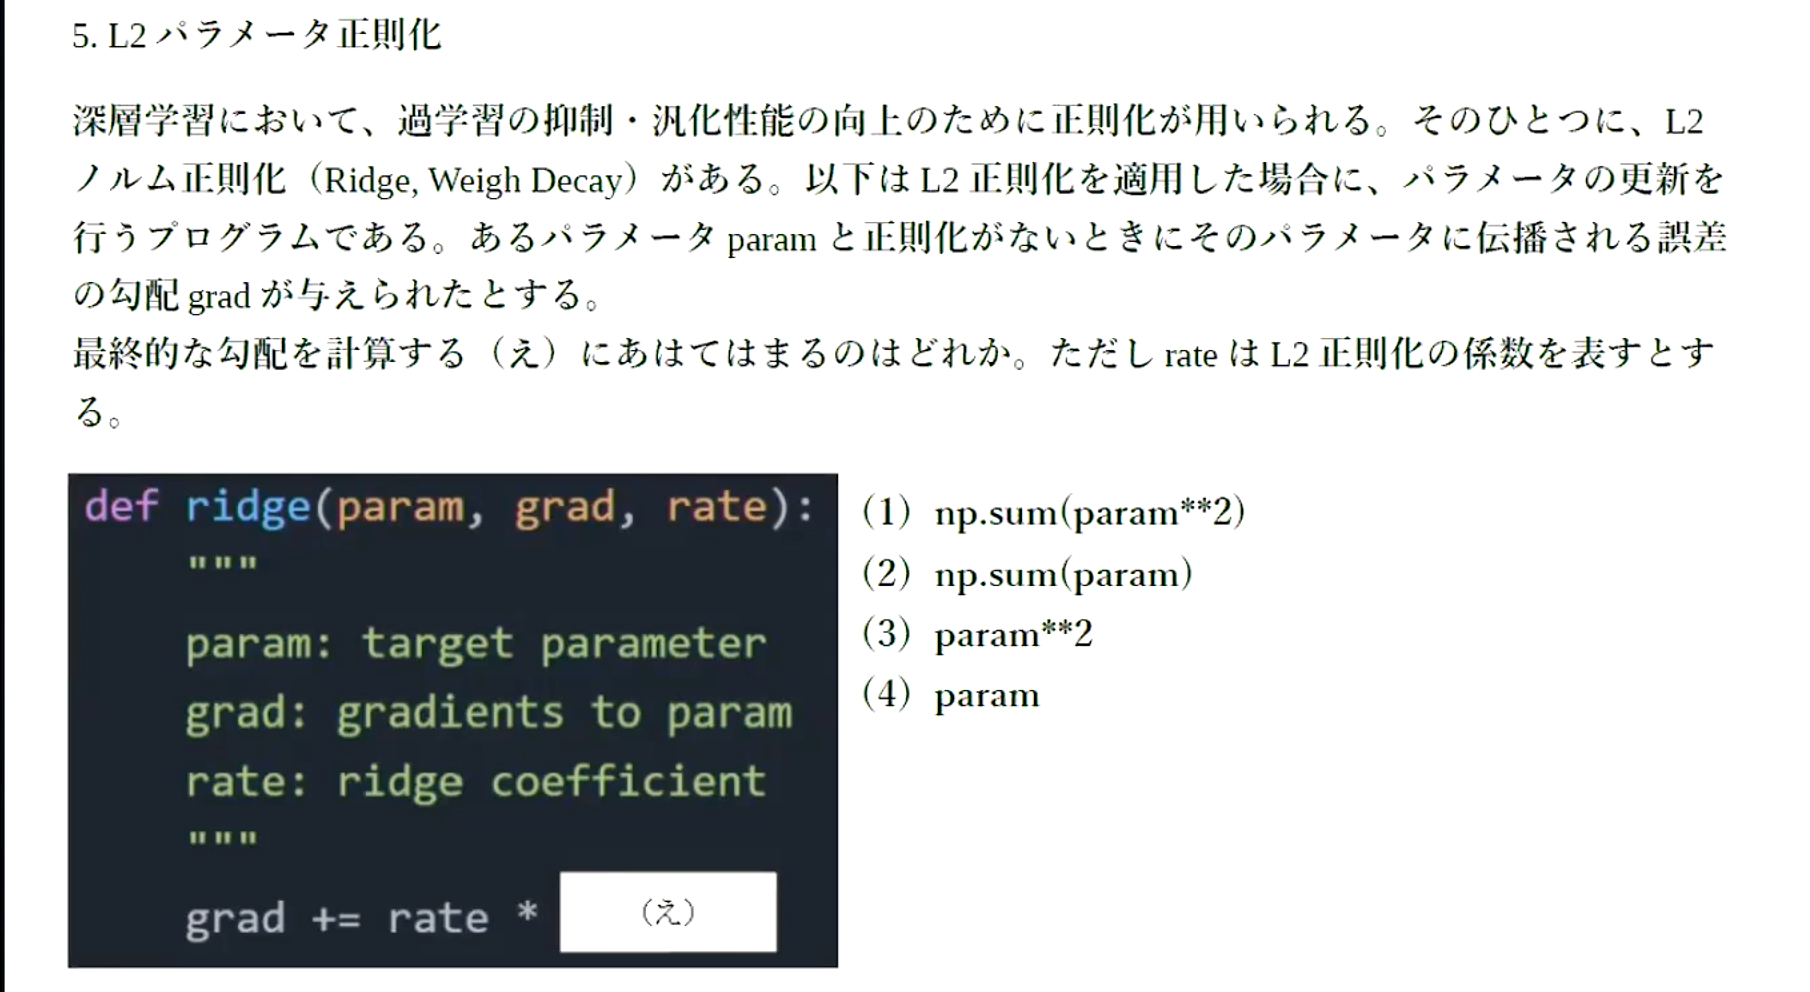 5. L2 パラメータ正則化
深層学習において、過学習の抑制・汎化性能の向上のために正則化が用いられる。そのひとつに、L2
ノルム正則化（Ridge, Weigh Decay）がある。以下は L2 正則化を適用した場合に、パラメータの更新を
行うプログラムである。あるパラメータ param と正則化がないときにそのパラメータに伝播される誤差
の勾配 grad が与えられたとする。
最終的な勾配を計算する（え）にあはてはまるのはどれか。ただし rate は L2 正則化の係数を表すとす
る。
def ridge(param, grad, rate):
"""
param: target parameter
grad: gradients to param
rate: ridge coefficient
"""
grad += rate * （え）
（1） np.sum(param**2)
（2） np.sum(param)
（3） param**2
（4） param